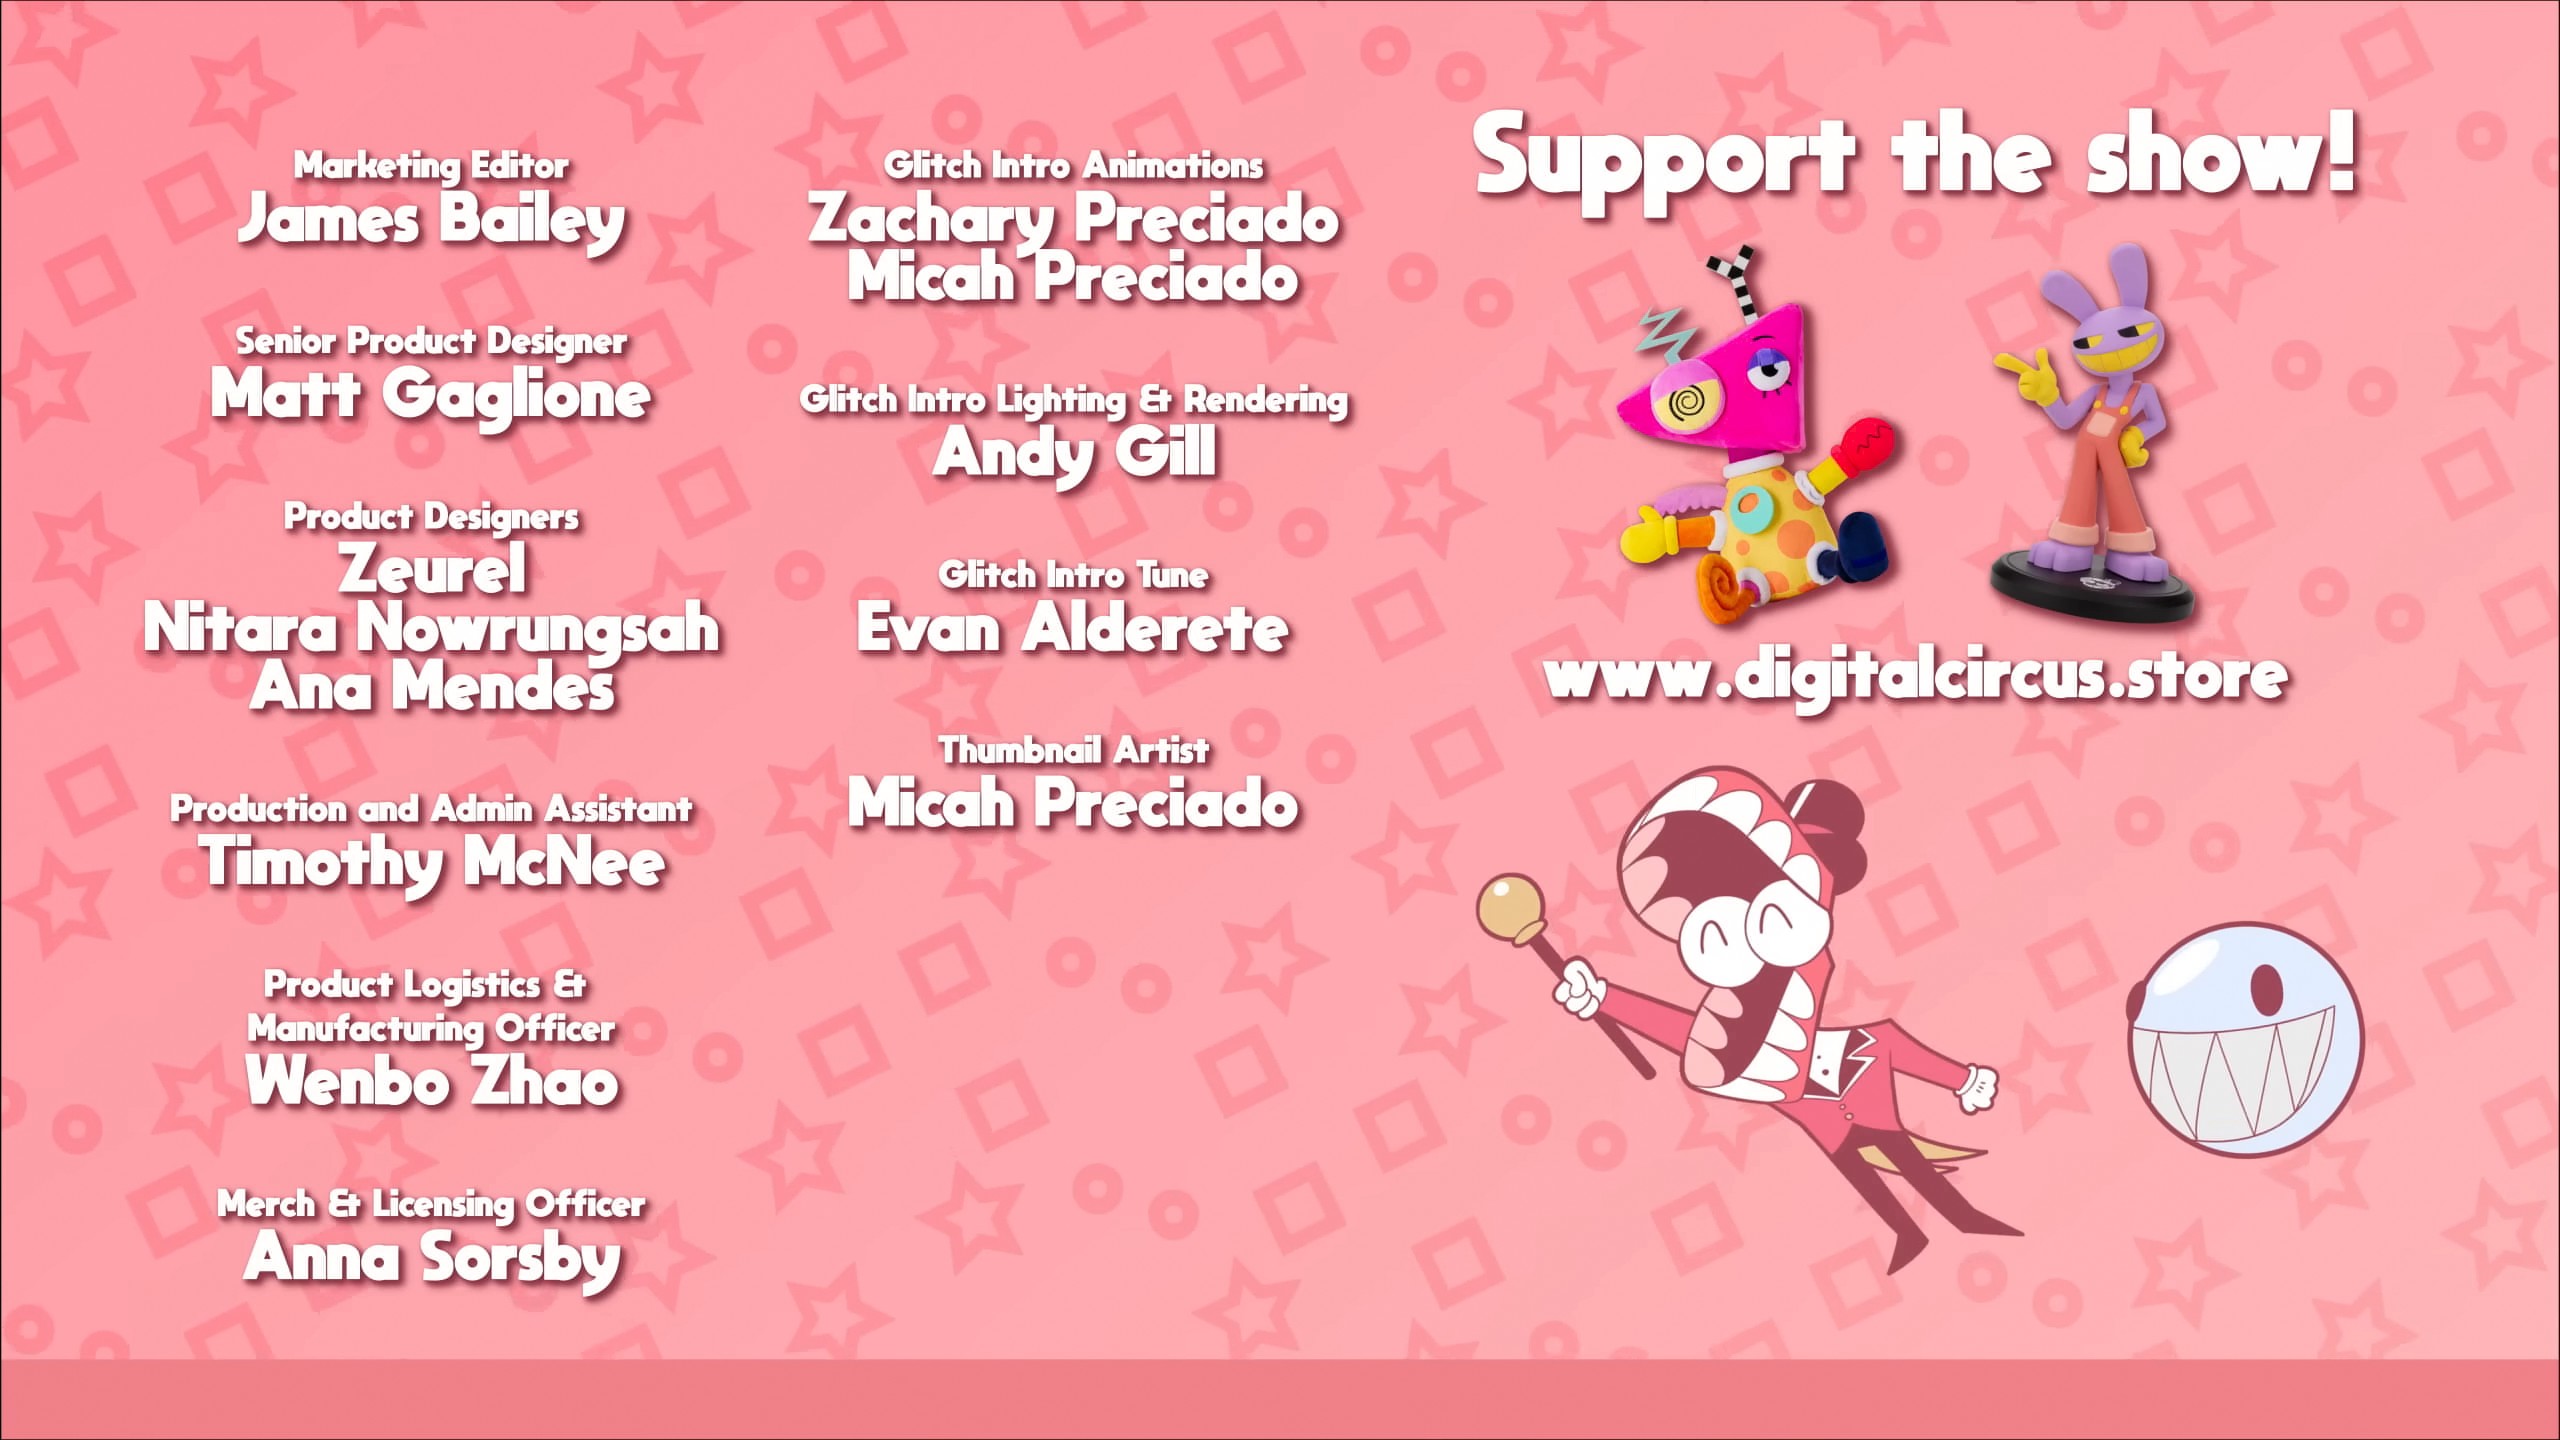 Marketing Editor
James Bailey
Senior Product Designer
Matt Gaglione
Product Designers
Zeurel
Nitara Nowrungsah
Ana Mendes
Production and Admin Assistant
Timothy McNee
Product Logistics &
Manufacturing Officer
Wenbo Zhao
Merch & Licensing Officer
Anna Sorsby
Glitch Intro Animations
Zachary Preciado
Micah Preciado
Glitch Intro Lighting & Rendering
Andy Gill
Glitch Intro Tune
Evan Alderete
Thumbnail Artist
Micah Preciado
Support the show!
www.digitalcircus.store